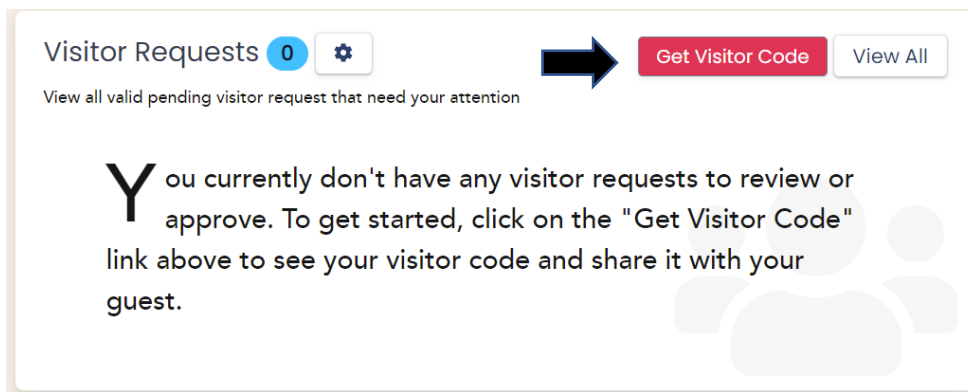 Visitor Requests 0
Get Visitor Code
View All
View all valid pending visitor request that need your attention
You currently don't have any visitor requests to review or
approve. To get started, click on the "Get Visitor Code"
link above to see your visitor code and share it with your
guest.